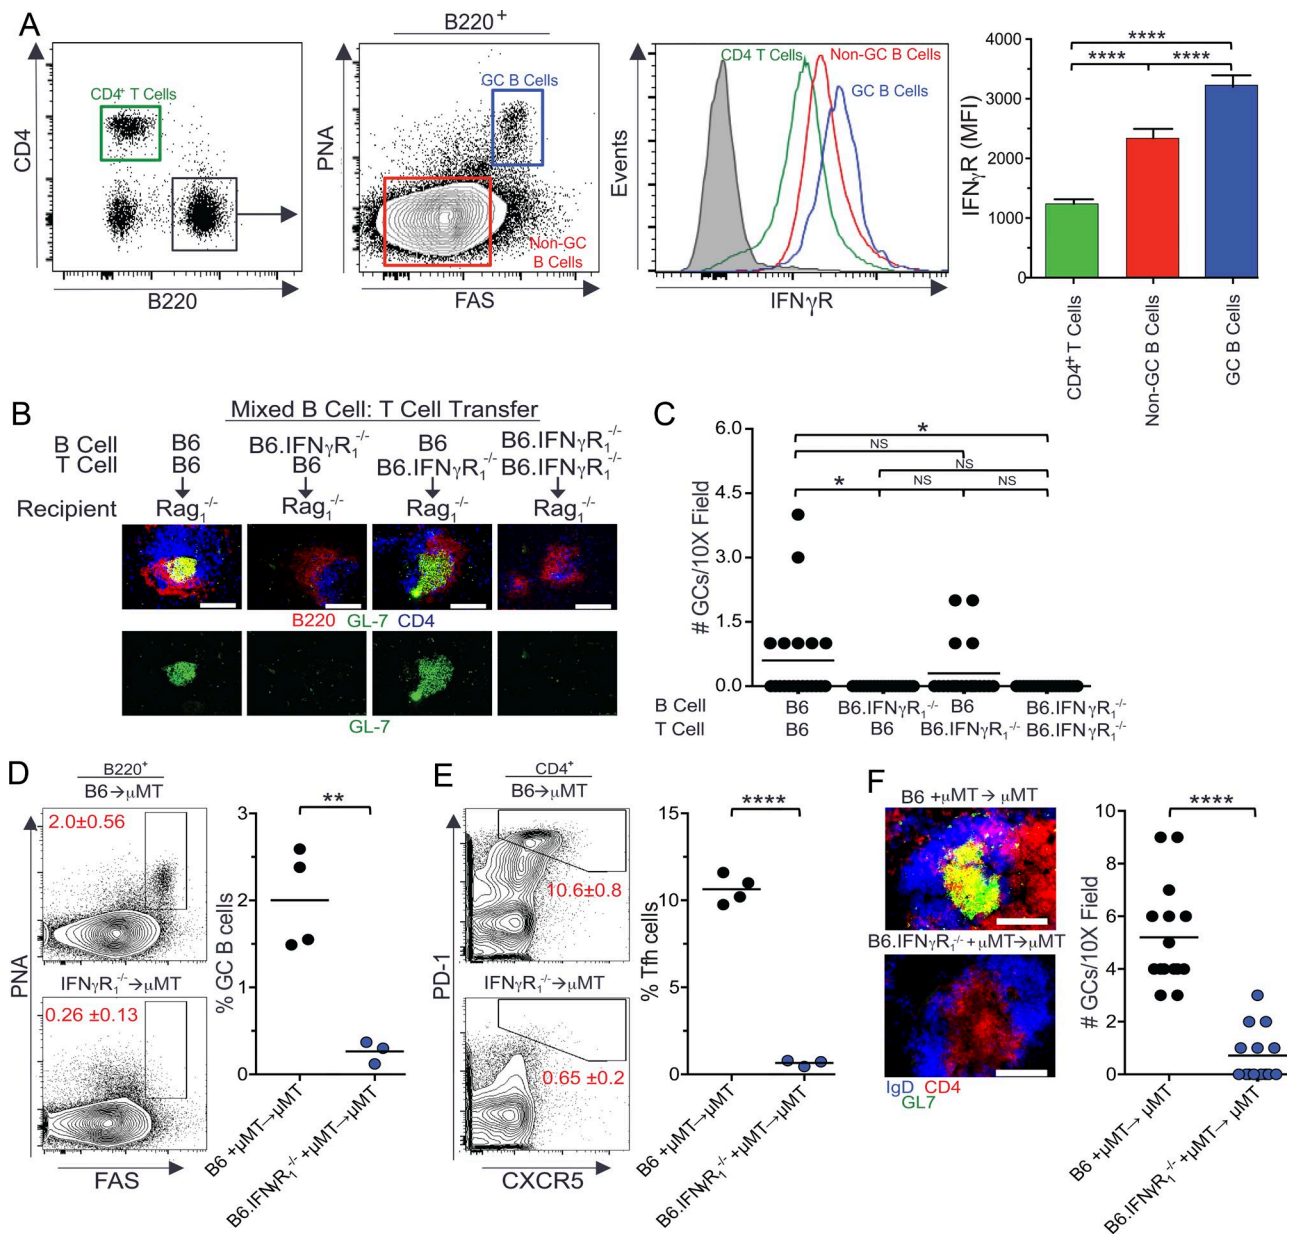 A
CD4
CD4+ T Cells
B220
B220+
PNA
GC B Cells
Non-GC
B Cells
FAS
Events
CD4 T Cells
Non-GC B Cells
GC B Cells
IFNγR
IFNγR (MFI)
4000
3000
2000
1000
0
****
****
****
CD4+ T Cells
Non-GC B Cells
GC B Cells
B
Mixed B Cell: T Cell Transfer
B Cell B6 B6.IFNγR1-/- B6 B6.IFNγR1-/-
T Cell B6 B6 B6.IFNγR1-/- B6.IFNγR1-/-
Recipient Rag1-/- Rag1-/- Rag1-/- Rag1-/-
B220 GL-7 CD4
GL-7
C
# GCs/10X Field
6.0
4.5
3.0
1.5
0.0
*
NS
NS
*
NS
NS
B Cell B6 B6.IFNγR1-/- B6 B6.IFNγR1-/-
T Cell B6 B6 B6.IFNγR1-/- B6.IFNγR1-/-
D
B220+
B6→μMT
2.0±0.56
IFNγR1-/-→μMT
0.26 ±0.13
PNA
FAS
% GC B cells
3
2
1
0
**
B6 +μMT→μMT
B6.IFNγR1-/- +μMT→μMT
E
CD4+
B6→μMT
10.6±0.8
IFNγR1-/-→μMT
0.65 ±0.2
PD-1
CXCR5
% Tfh cells
15
10
5
0
****
B6 +μMT→μMT
B6.IFNγR1-/- +μMT→μMT
F
B6 +μMT→ μMT
B6.IFNγR1-/- +μMT→μMT
IgD CD4
GL7
# GCs/10X Field
10
8
6
4
2
0
****
B6 +μMT→ μMT
B6.IFNγR1-/- +μMT→ μMT